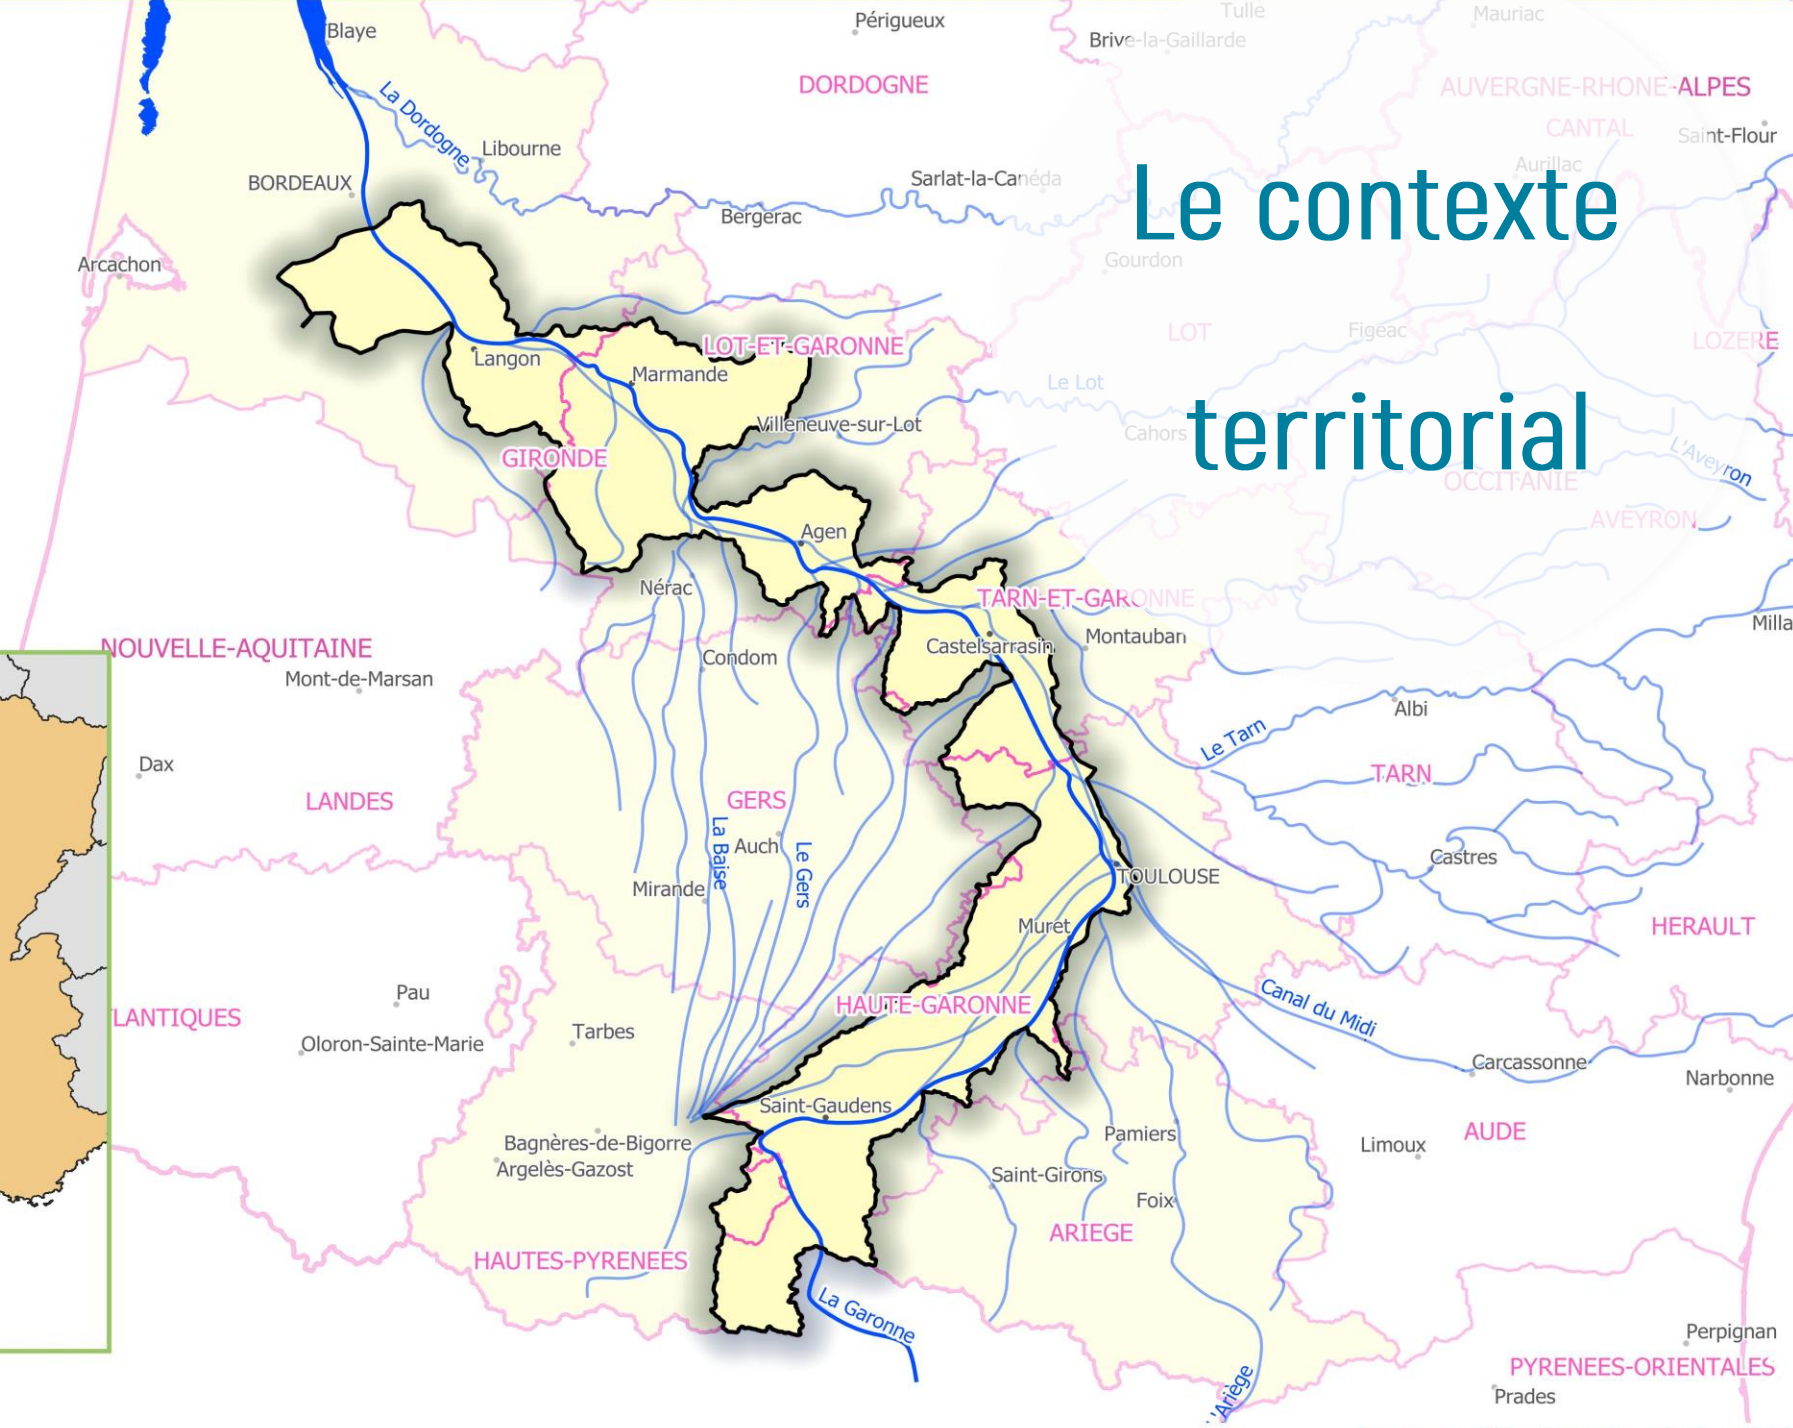 Tulle
Mauriac
Périgueux
Blaye
Brive-la-Gaillarde
DORDOGNE
AUVERGNE-RHONE-ALPES
La Dordogne
CANTAL
Saint-Flour
Libourne
Aurillac
BORDEAUX
Sarlat-la-Canéda
Le contexte
Bergerac
Arcachon
Gourdon
LOT
Figeac
LOZERE
LOT-ET-GARONNE
Langon
Marmande
Le Lot
territorial
Villeneuve-sur-Lot
Cahors
GIRONDE
L'Aveyron
OCCITANIE
AVEYRON
Agen
Nérac
TARN-ET-GARONNE
Milla
Montauban
NOUVELLE-AQUITAINE
Castelsarrasin
Condom
Mont-de-Marsan
Albi
Le Tarn
Dax
TARN
LANDES
GERS
La Baïse
Auch
Le Gers
Castres
TOULOUSE
Mirande
Muret
HERAULT
Pau
Canal du Midi
HAUTE-GARONNE
LANTIQUES
Tarbes
Oloron-Sainte-Marie
Carcassonne
Narbonne
Saint-Gaudens
Pamiers
AUDE
Bagnères-de-Bigorre
Limoux
Argelès-Gazost
Saint-Girons
Foix
ARIEGE
HAUTES-PYRENEES
La Garonne
Perpignan
PYRENEES-ORIENTALES
L'Ariège
Prades